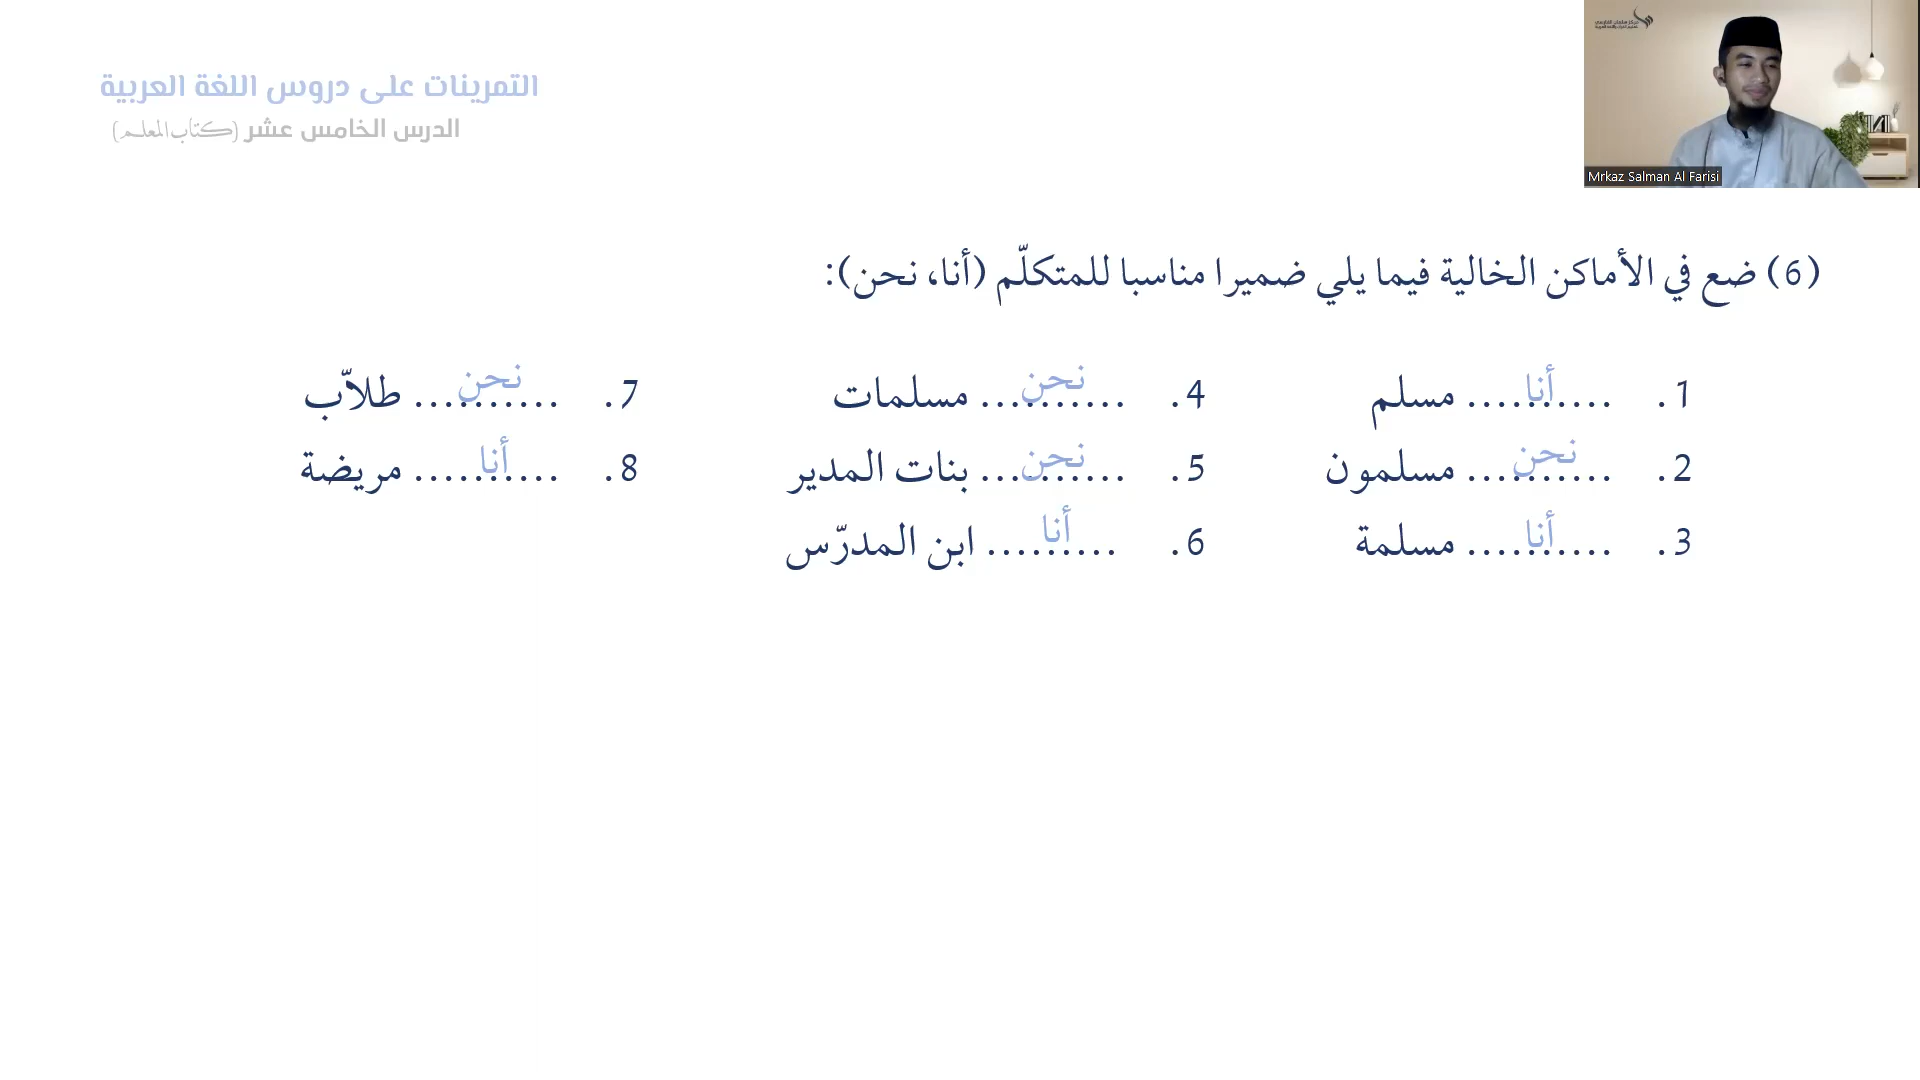 التمرينات على دروس اللغة العربية
الدرس الخامس عشر (كتاب المعلم)
Mrkaz Salman Al Farisi
(6) ضع في الأماكن الخالية فيما يلي ضميرا مناسبا للمتكلّم (أنا، نحن):
1. ....أنا.... مسلم
2. ....نحن.... مسلمون
3. ....أنا.... مسلمة
4. ....نحن.... مسلمات
5. ....نحن.... بنات المدير
6. ....أنا.... ابن المدرّس
7. ....نحن.... طلاّب
8. ....أنا.... مريضة